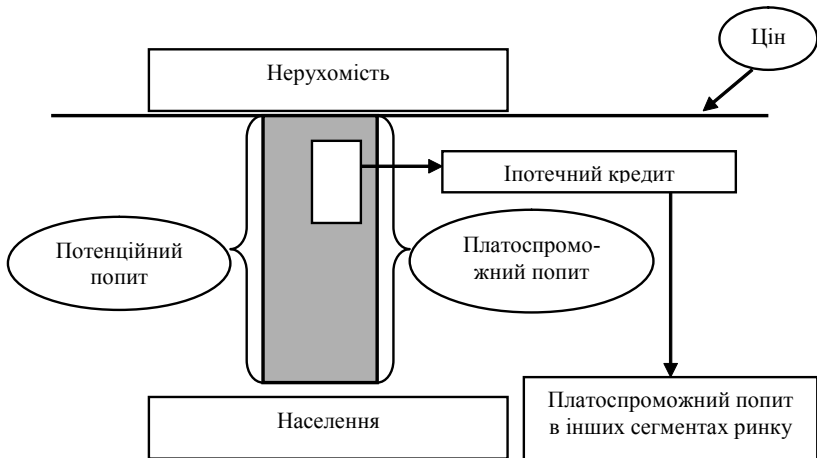 Цін
Нерухомість
Іпотечний кредит
Потенційний
попит
Платоспромо-
жний попит
Населення
Платоспроможний попит
в інших сегментах ринку